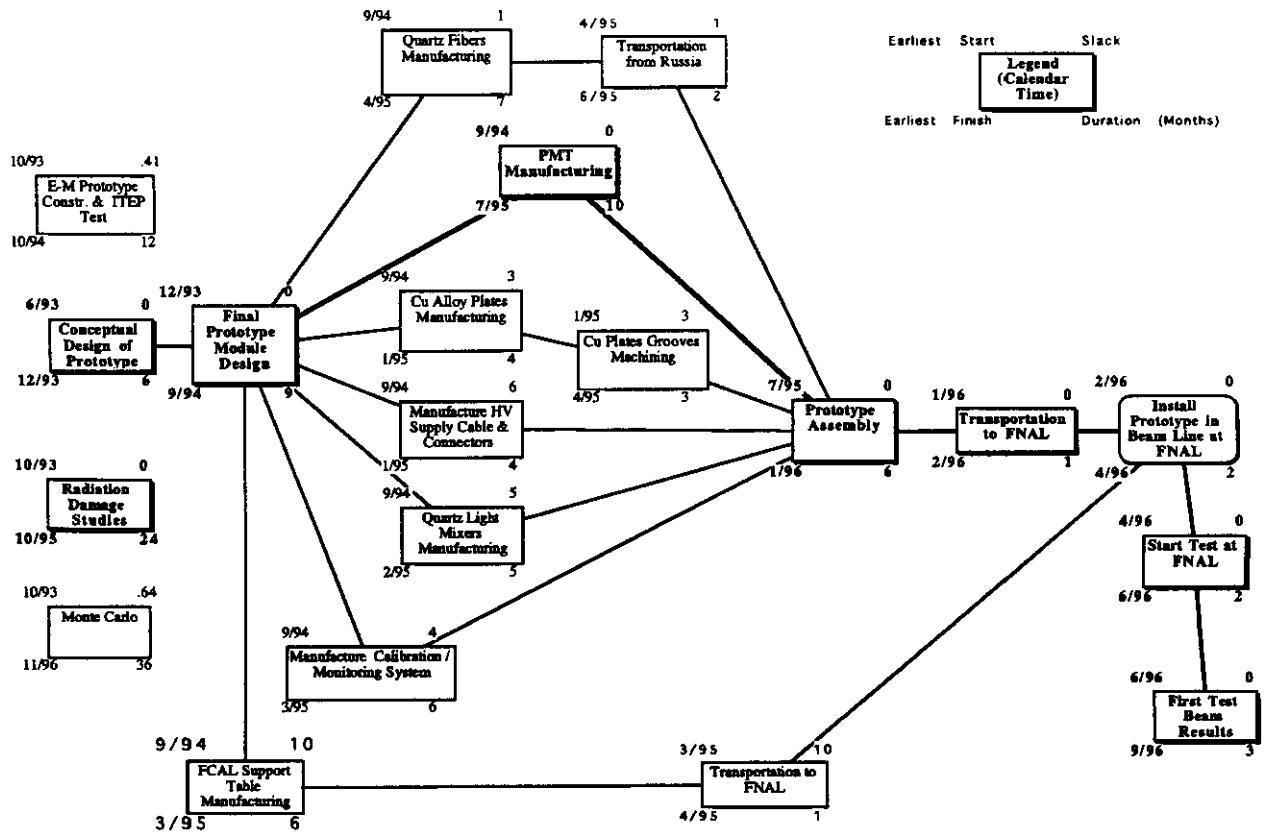 9/94 1
Quartz Fibers
Manufacturing
4/95 7
4/95 1
Transportation
from Russia
6/95 2
Earliest Start Slack
Legend
(Calendar
Time)
Earliest Finish Duration (Months)
9/94 0
PMT
Manufacturing
7/95 10
10/93 .41
E-M Prototype
Constr. & ITEP
Test
10/94 12
6/93 0
Conceptual
Design of
Prototype
12/93 6
12/93 0
Final
Prototype
Module
Design
9/94 9
9/94 3
Cu Alloy Plates
Manufacturing
1/95 4
1/95 3
Cu Plates Grooves
Machining
4/95 3
9/94 6
Manufacture HV
Supply Cable &
Connectors
1/95 4
7/95 0
Prototype
Assembly
1/96 6
1/96 0
Transportation
to FNAL
2/96 1
2/96 0
Install
Prototype in
Beam Line at
FNAL
4/96 2
10/93 0
Radiation
Damage
Studies
10/95 24
9/94 5
Quartz Light
Mixers
Manufacturing
2/95 5
4/96 0
Start Test at
FNAL
6/96 2
10/93 .64
Monte Carlo
11/96 36
9/94 4
Manufacture Calibration /
Monitoring System
3/95 6
6/96 0
First Test
Beam
Results
9/96 3
9/94 10
FCAL Support
Table
Manufacturing
3/95 6
3/95 10
Transportation to
FNAL
4/95 1